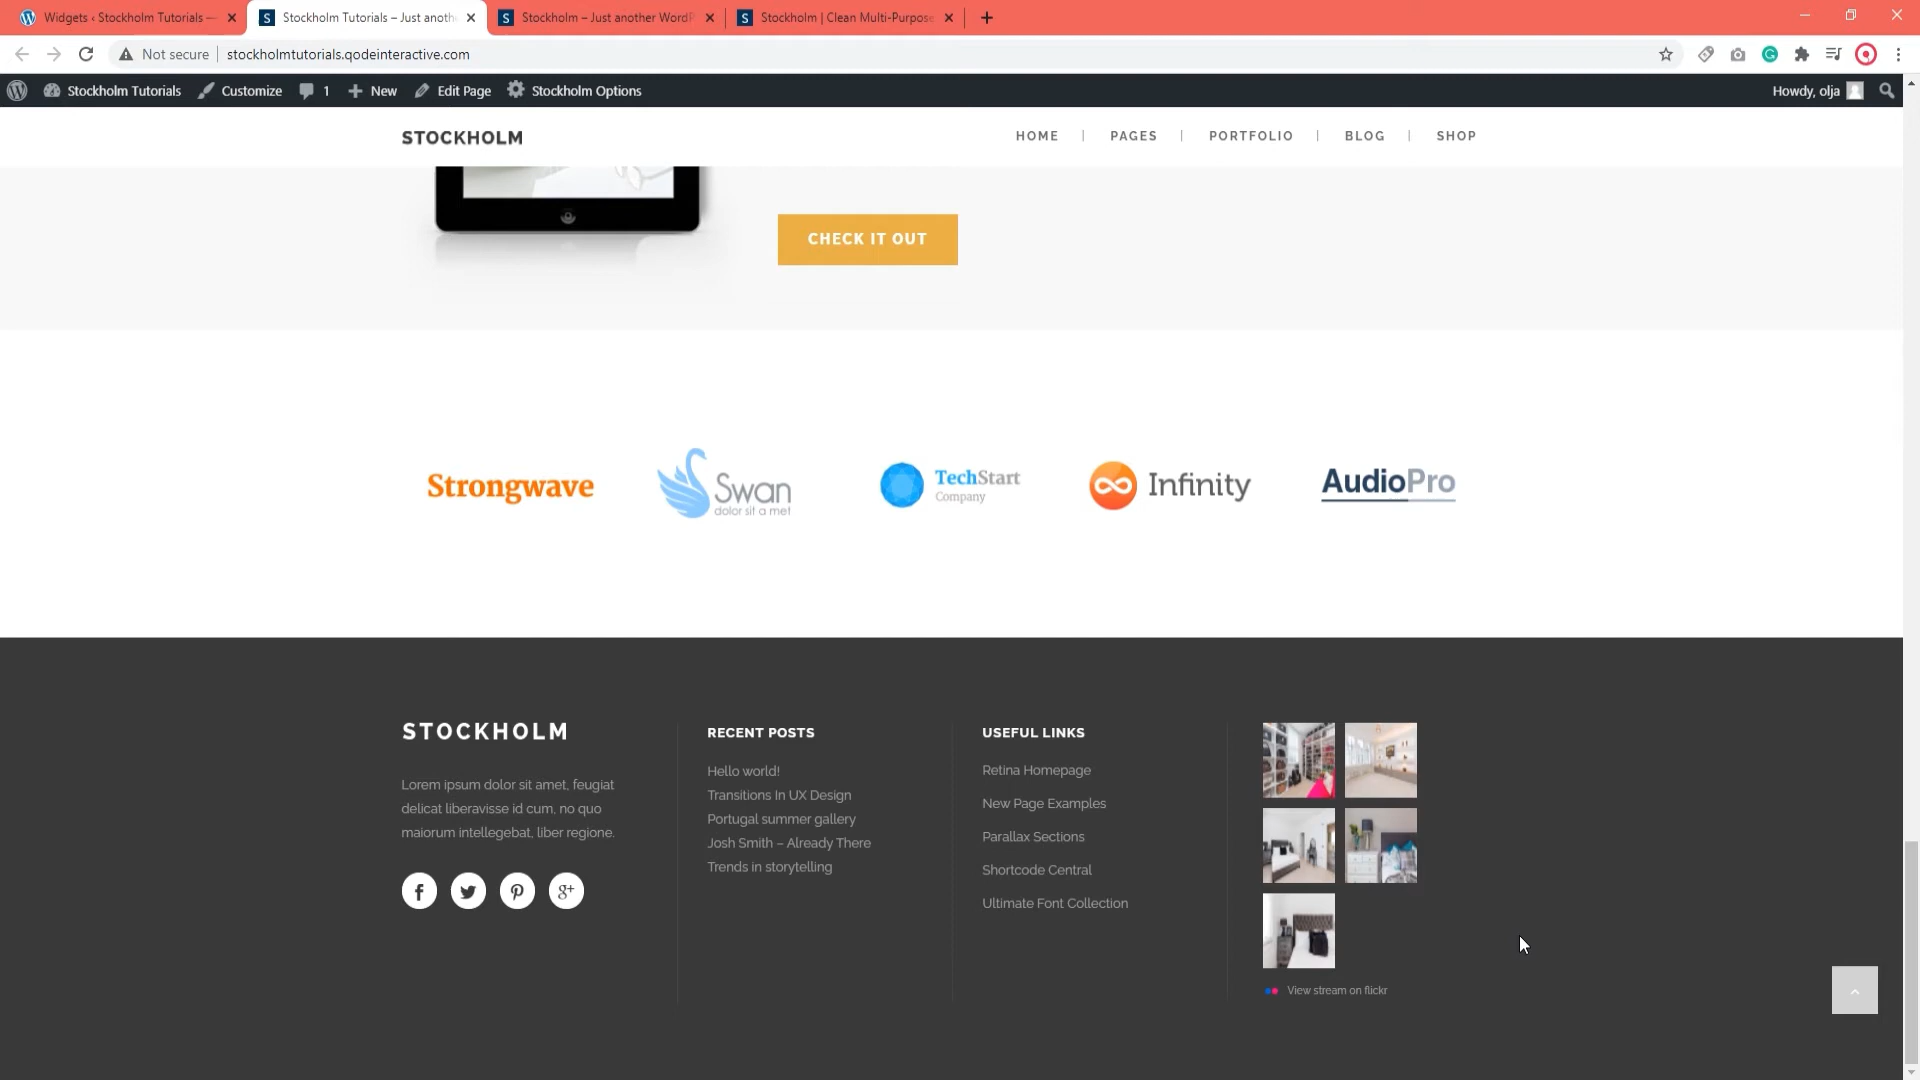 Widgets ‹ Stockholm Tutorials —
Stockholm Tutorials – Just anoth
Stockholm – Just another WordP
Stockholm | Clean Multi-Purpose
Not secure
stockholmtutorials.qodeinteractive.com
Stockholm Tutorials
Customize
1
New
Edit Page
Stockholm Options
Howdy, olja
STOCKHOLM
HOME
PAGES
PORTFOLIO
BLOG
SHOP
CHECK IT OUT
Strongwave
Swan
dolor sit a met
TechStart
Company
Infinity
AudioPro
STOCKHOLM
Lorem ipsum dolor sit amet, feugiat
delicat liberavisse id cum, no quo
maiorum intellegebat, liber regione.
RECENT POSTS
Hello world!
Transitions In UX Design
Portugal summer gallery
Josh Smith – Already There
Trends in storytelling
USEFUL LINKS
Retina Homepage
New Page Examples
Parallax Sections
Shortcode Central
Ultimate Font Collection
View stream on flickr